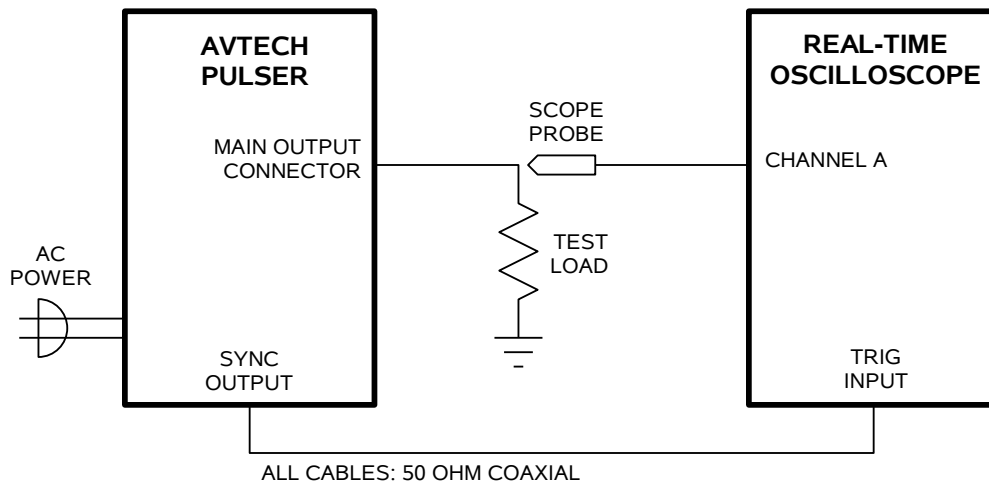 AVTECH
PULSER
REAL-TIME
OSCILLOSCOPE
SCOPE
PROBE
MAIN OUTPUT
CONNECTOR
CHANNEL A
TEST
LOAD
AC
POWER
SYNC
OUTPUT
TRIG
INPUT
ALL CABLES: 50 OHM COAXIAL